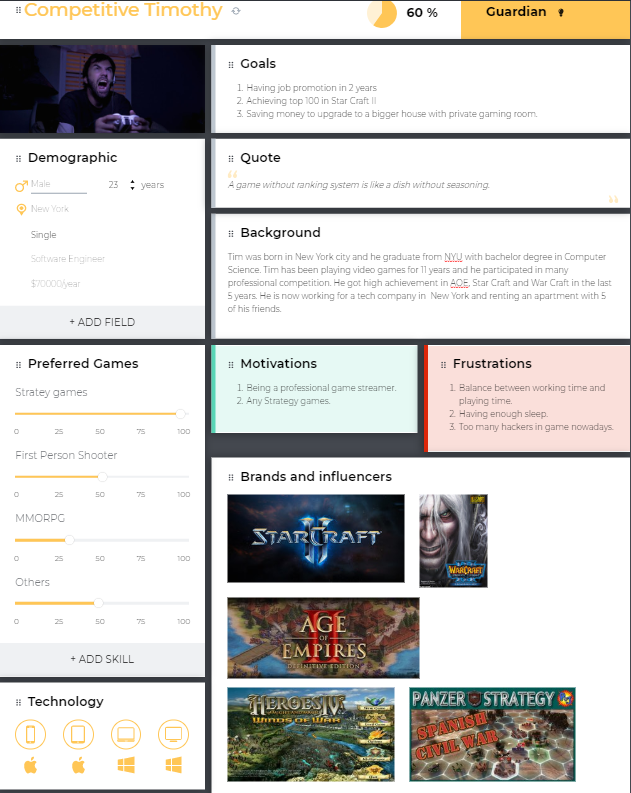 Competitive Timothy
60 %
Guardian
Goals
1. Having job promotion in 2 years
2. Achieving top 100 in Star Craft II
3. Saving money to upgrade to a bigger house with private gaming room.
Demographic
Male 23 years
New York
Single
Software Engineer
$70000/year
+ ADD FIELD
Quote
“
A game without ranking system is like a dish without seasoning.
”
Background
Tim was born in New York city and he graduate from NYU with bachelor degree in Computer
Science. Tim has been playing video games for 11 years and he participated in many
professional competition. He got high achievement in AOE, Star Craft and War Craft in the last
5 years. He is now working for a tech company in New York and renting an apartment with 5
of his friends.
Preferred Games
Stratey games
0 25 50 75 100
First Person Shooter
0 25 50 75 100
MMORPG
0 25 50 75 100
Others
0 25 50 75 100
+ ADD SKILL
Technology
Motivations
1. Being a professional game streamer.
2. Any Strategy games.
Frustrations
1. Balance between working time and
playing time.
2. Having enough sleep.
3. Too many hackers in game nowadays.
Brands and influencers
STARCRAFT
II
WARCRAFT
II
AGE
OF
EMPIRES
DEFINITIVE EDITION
HEROES IV
WINDS OF WAR
PANZER STRATEGY
SPANISH
CIVIL WAR